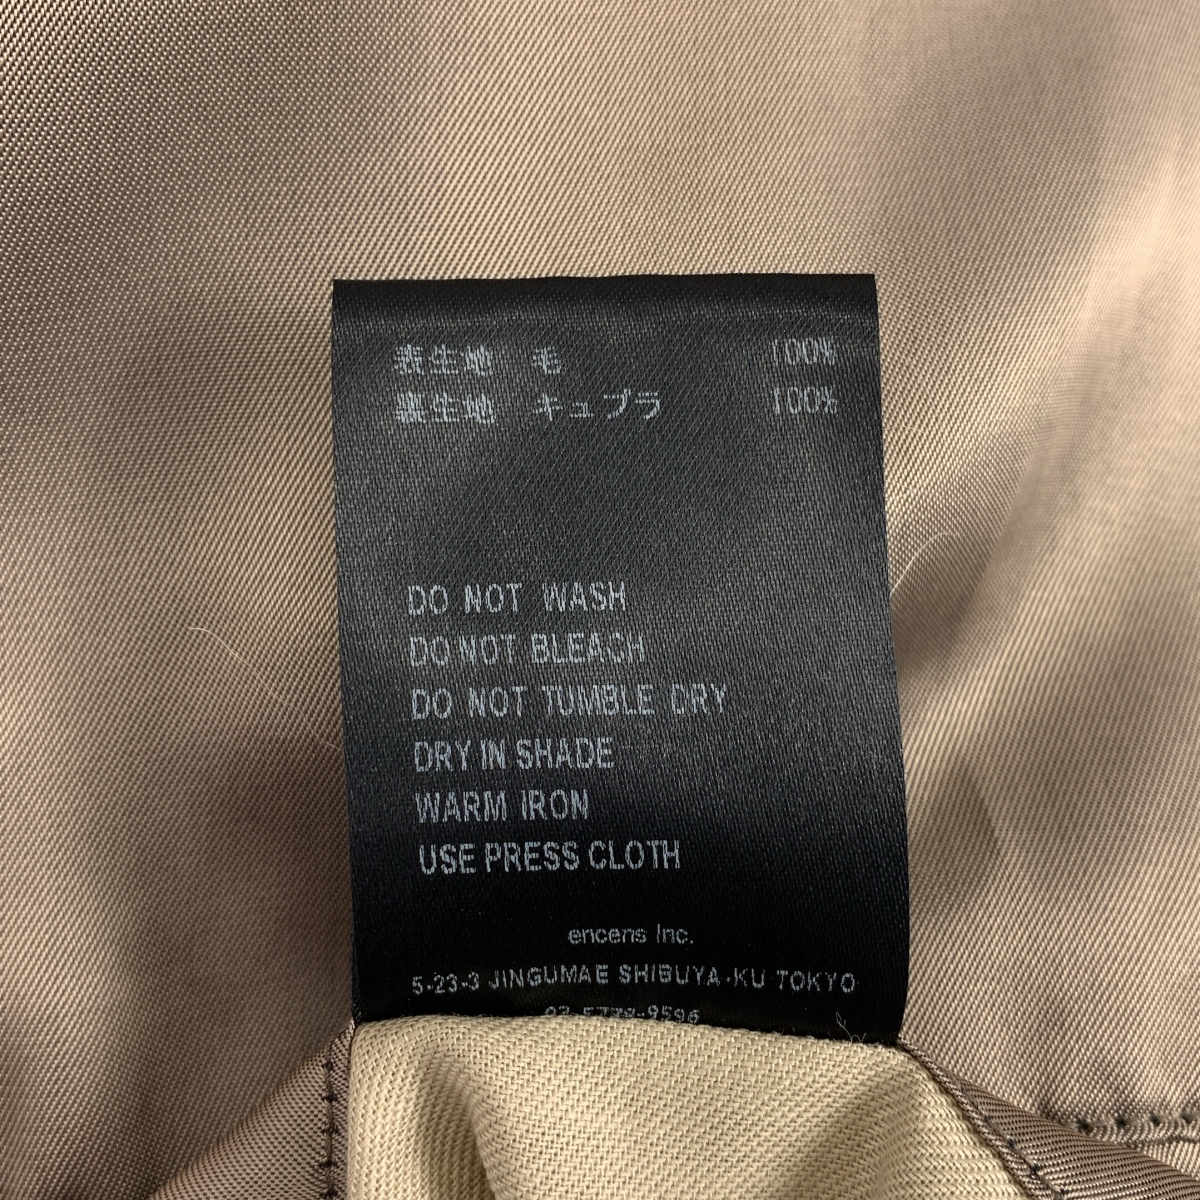 表生地 毛 100%
裏生地 キュプラ 100%
DO NOT WASH
DO NOT BLEACH
DO NOT TUMBLE DRY
DRY IN SHADE
WARM IRON
USE PRESS CLOTH
encens Inc.
5-23-3 JINGUMAE SHIBUYA-KU TOKYO